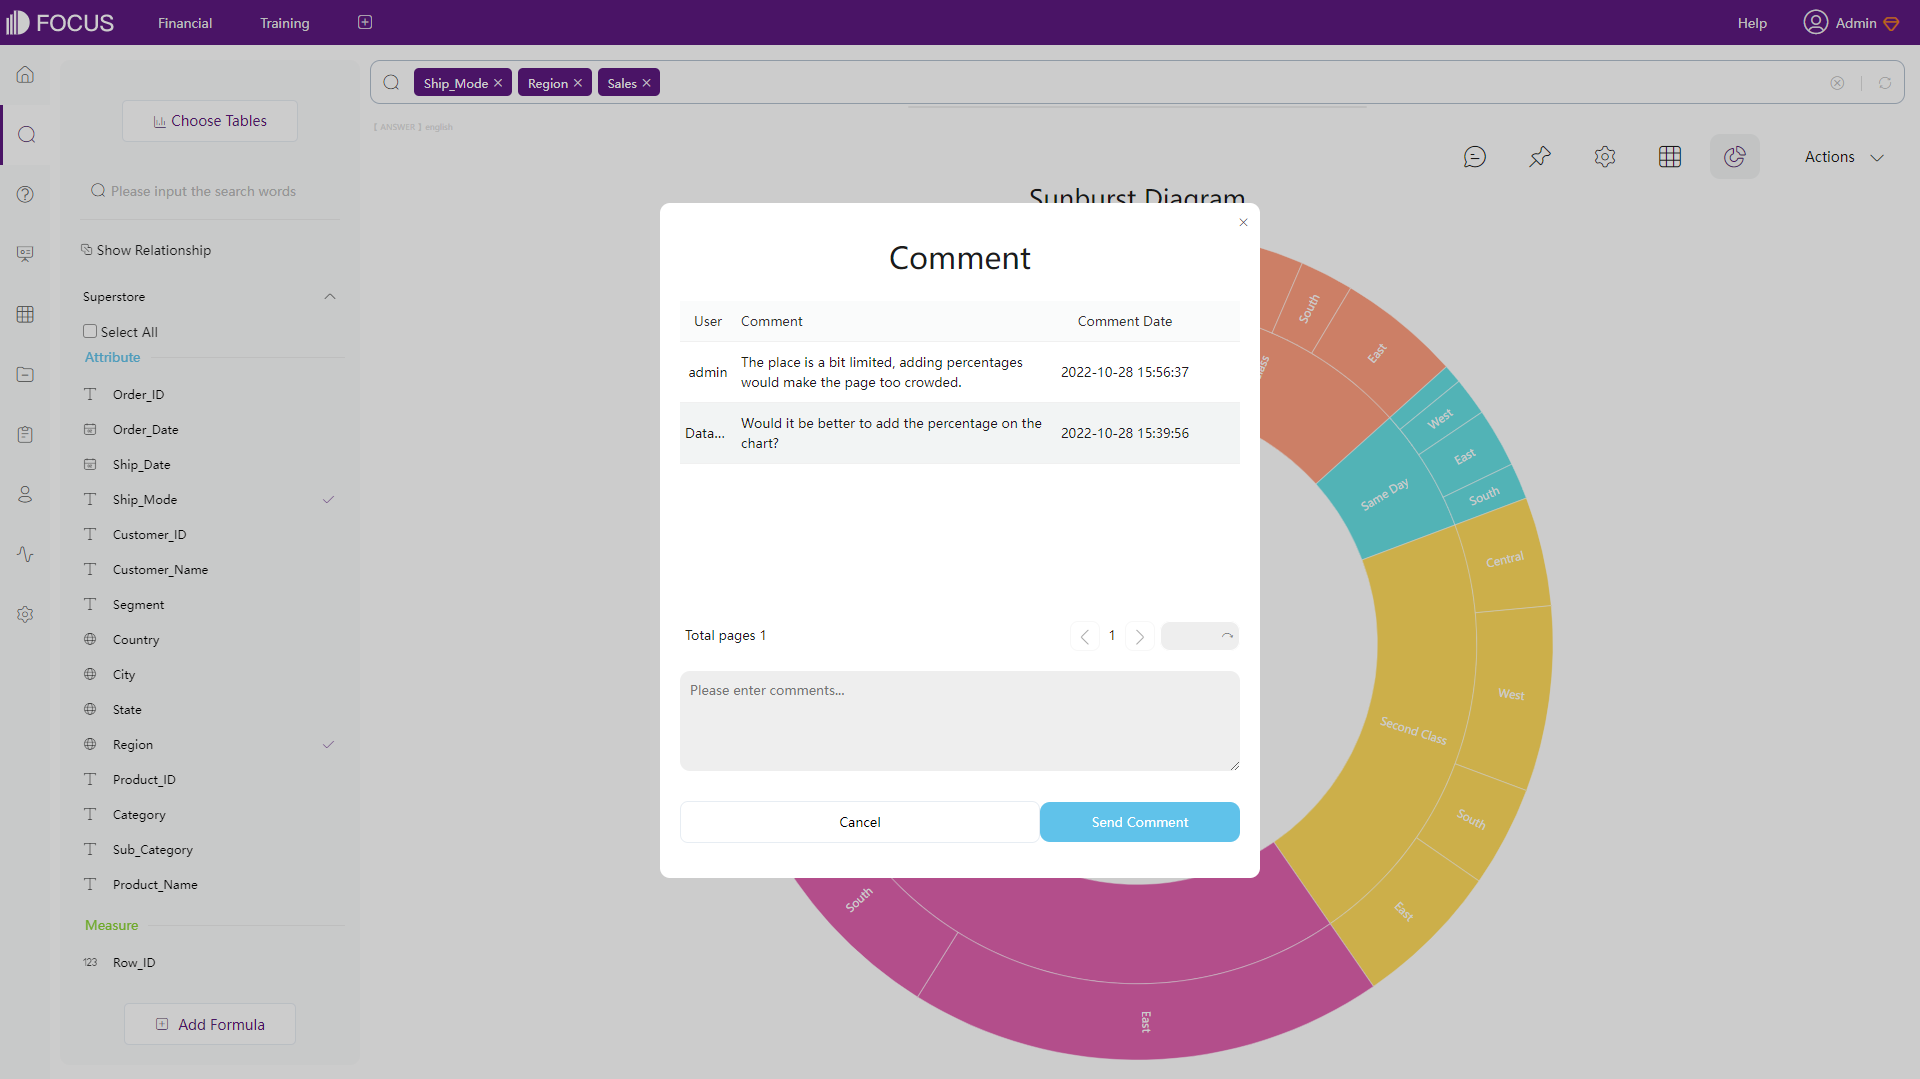 FOCUS
Financial
Training
Help
Admin
Ship_Mode
Region
Sales
Choose Tables
【 ANSWER 】english
Actions
Please input the search words
Sunburst Diagram
Show Relationship
Superstore
Select All
Attribute
Order_ID
Order_Date
Ship_Date
Ship_Mode
Customer_ID
Customer_Name
Segment
Country
City
State
Region
Product_ID
Category
Sub_Category
Product_Name
Measure
123 Row_ID
Add Formula
Comment
User Comment Comment Date
admin
The place is a bit limited, adding percentages
would make the page too crowded.
2022-10-28 15:56:37
Data...
Would it be better to add the percentage on the
chart?
2022-10-28 15:39:56
Total pages 1
1
Please enter comments...
Cancel
Send Comment
South
East
West
East
South
Same Day
Central
West
Second Class
South
East
South
East